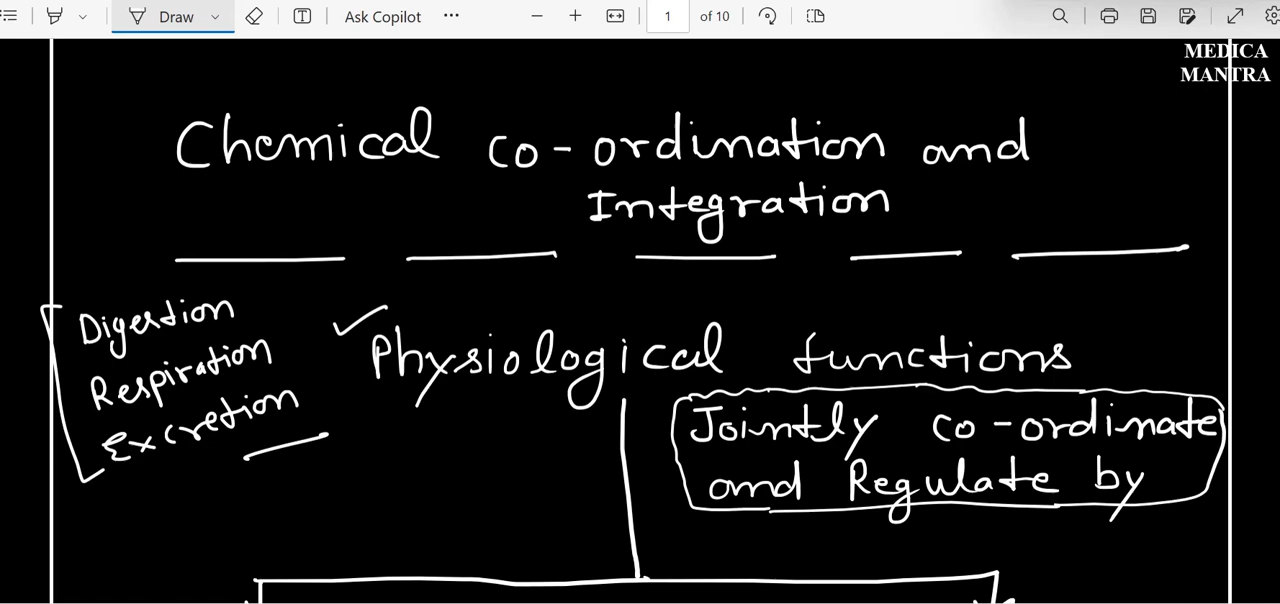 Draw
Ask Copilot
1 of 10
MEDICA
MANTRA
Chemical co-ordination and
Integration
Digestion
Respiration
Excretion
Physiological functions
Jointly co-ordinate
and Regulate by